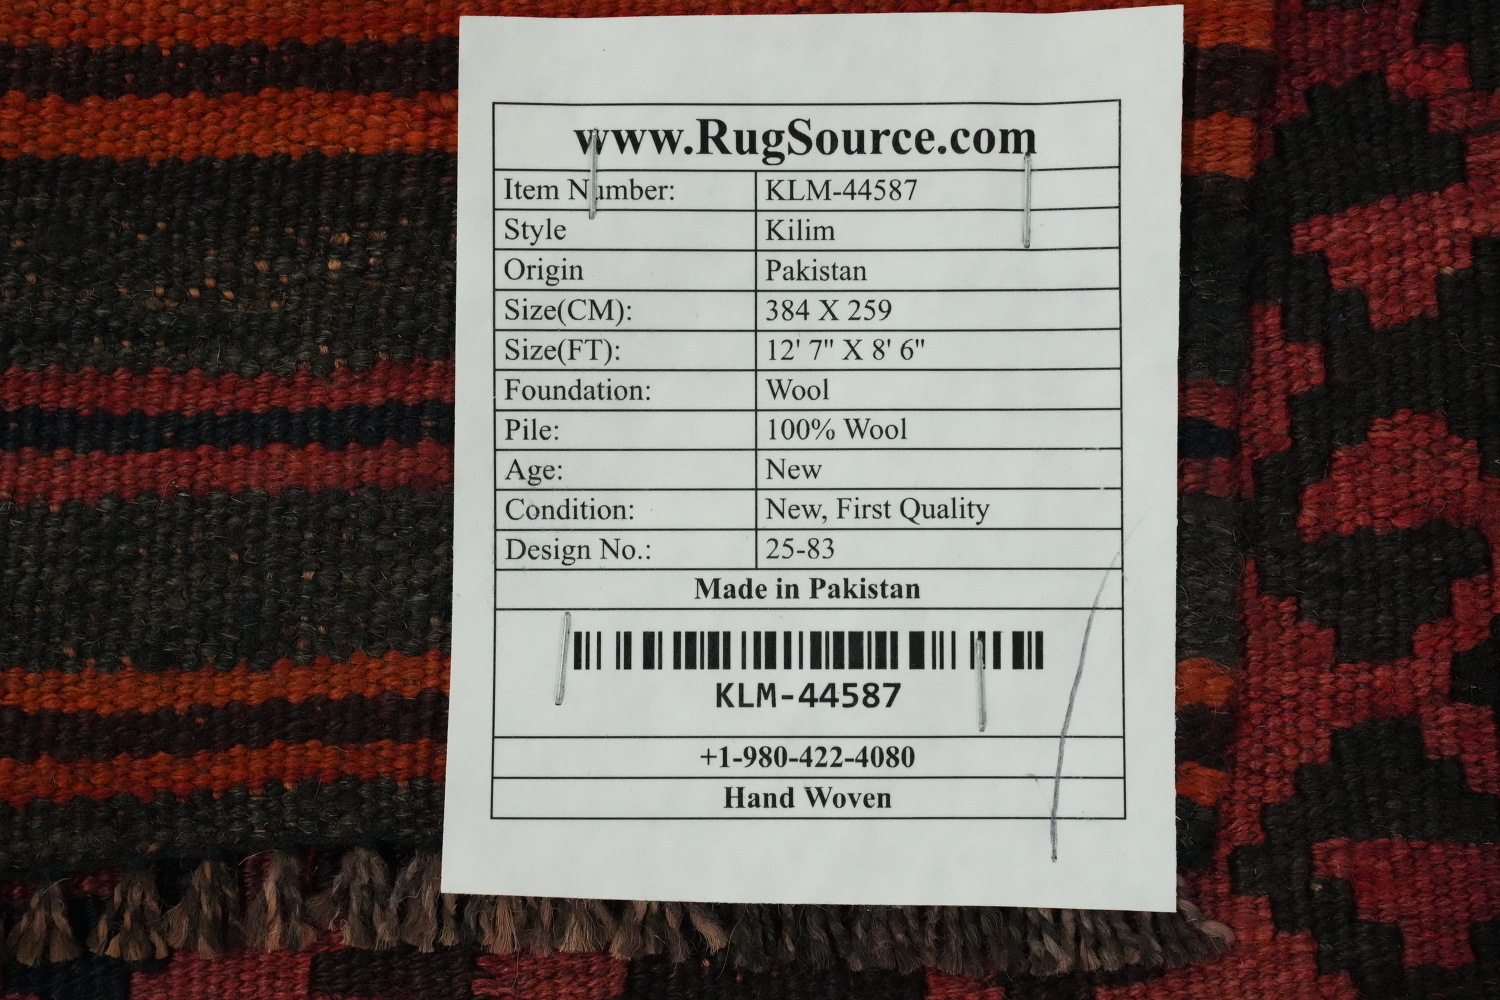 www.RugSource.com
Item Number: KLM-44587
Style Kilim
Origin Pakistan
Size(CM): 384 X 259
Size(FT): 12' 7" X 8' 6"
Foundation: Wool
Pile: 100% Wool
Age: New
Condition: New, First Quality
Design No.: 25-83
Made in Pakistan
KLM-44587
+1-980-422-4080
Hand Woven